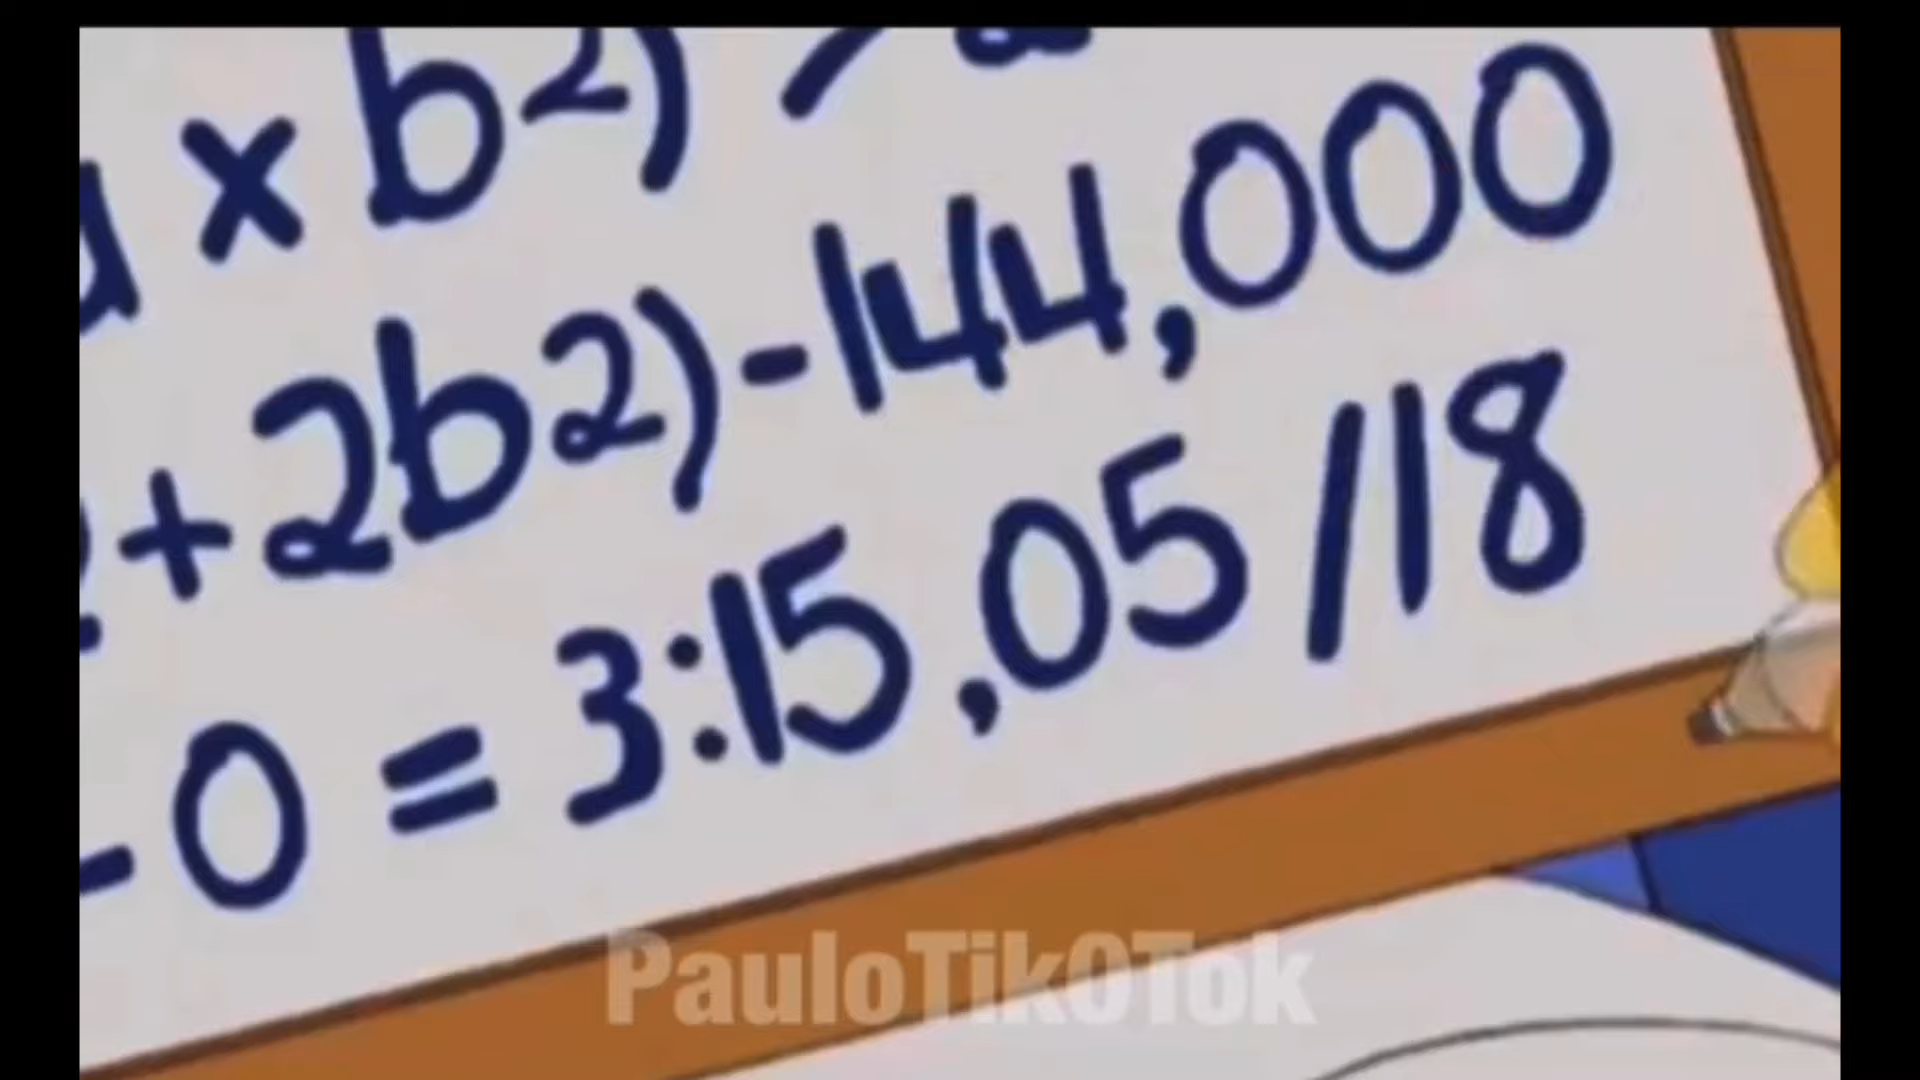 x b2)
+2b2)-144,000
-0 = 3:15,05/18
PauloTikOTok